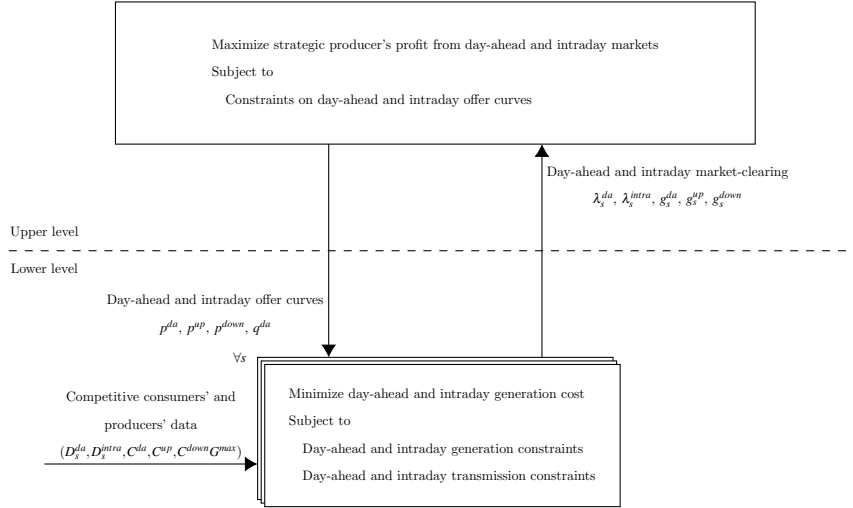 Maximize strategic producer's profit from day-ahead and intraday markets
Subject to
Constraints on day-ahead and intraday offer curves
Day-ahead and intraday market-clearing
λ_s^{da}, λ_s^{intra}, g_s^{da}, g_s^{up}, g_s^{down}
Upper level
Lower level
Day-ahead and intraday offer curves
p^{da}, p^{up}, p^{down}, q^{da}
∀s
Competitive consumers' and
producers' data
(D_s^{da},D_s^{intra},C^{da},C^{up},C^{down}G^{max})
Minimize day-ahead and intraday generation cost
Subject to
Day-ahead and intraday generation constraints
Day-ahead and intraday transmission constraints